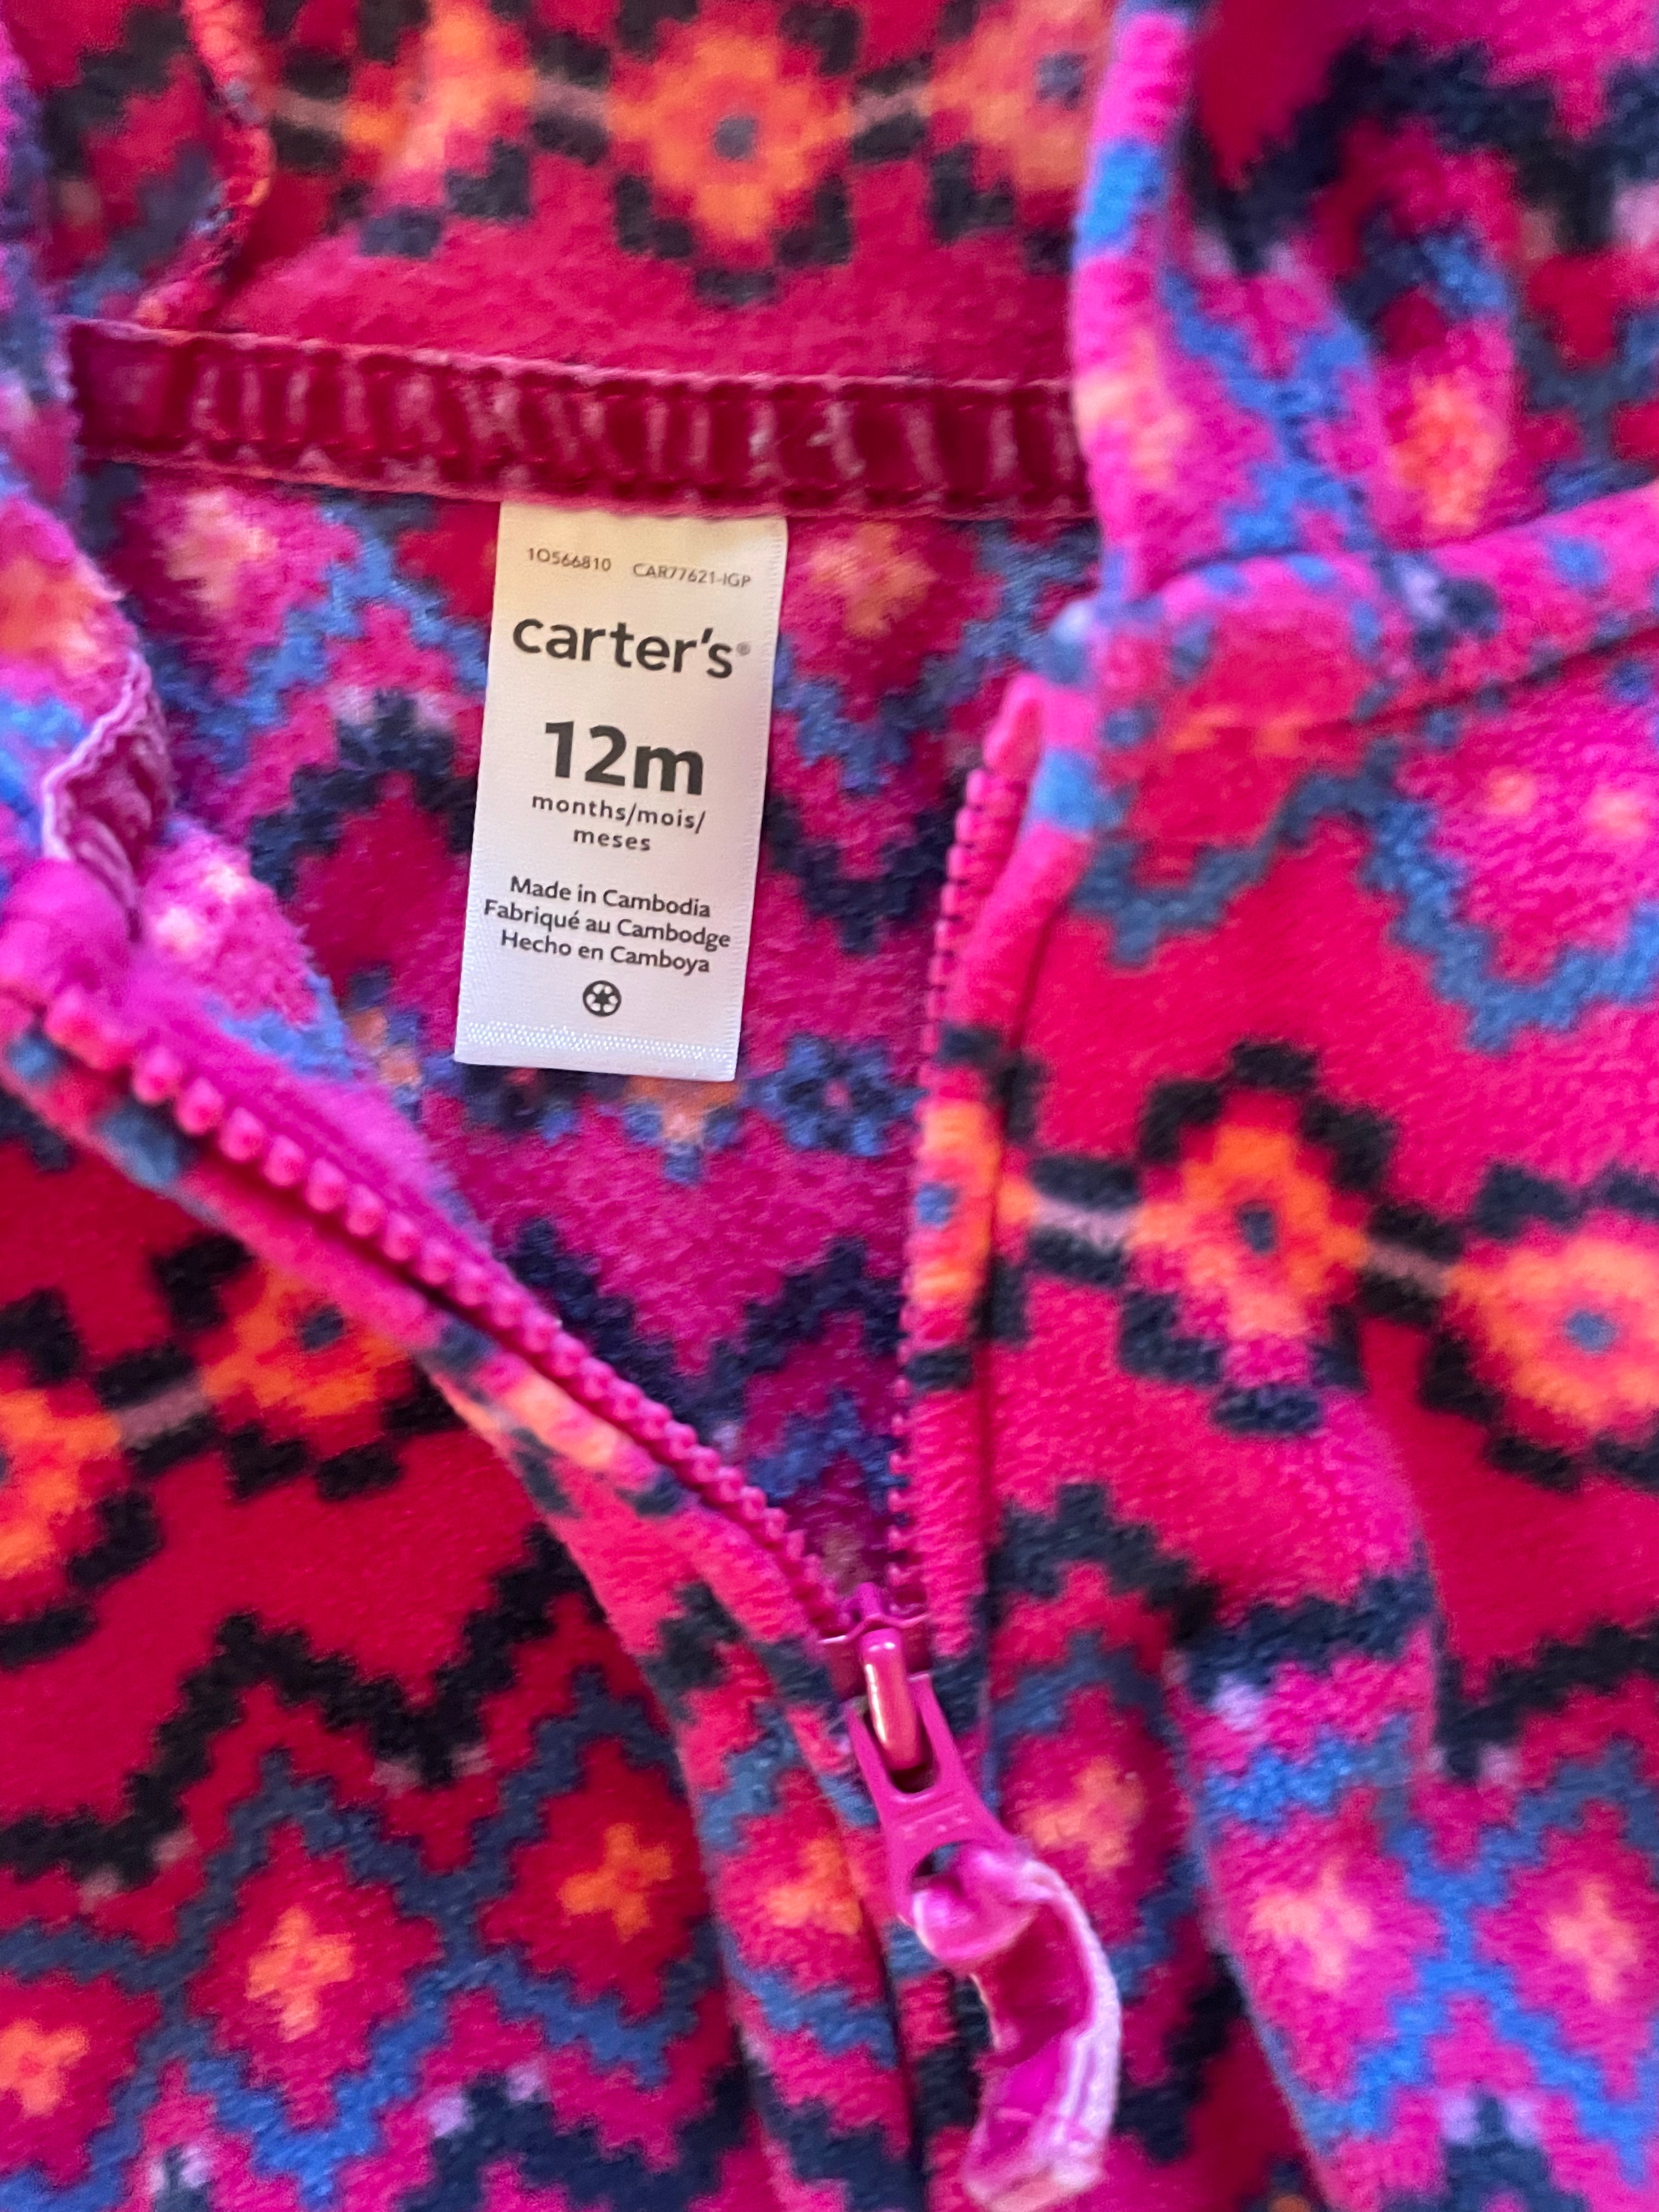 1O566810 CAR77621-IGP
carter's®
12m
months/mois/
meses
Made in Cambodia
Fabriqué au Cambodge
Hecho en Camboya